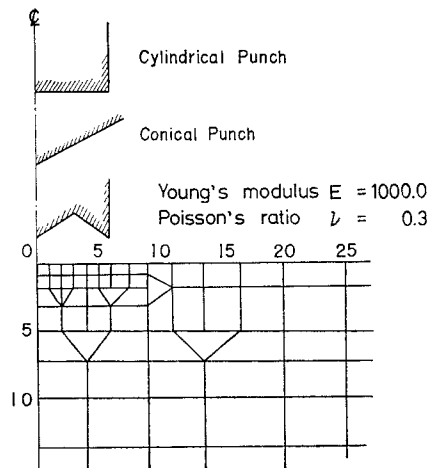 ℄
Cylindrical Punch
Conical Punch
Young's modulus E = 1000.0
Poisson's ratio ν = 0.3
0 5 10 15 20 25
5
10